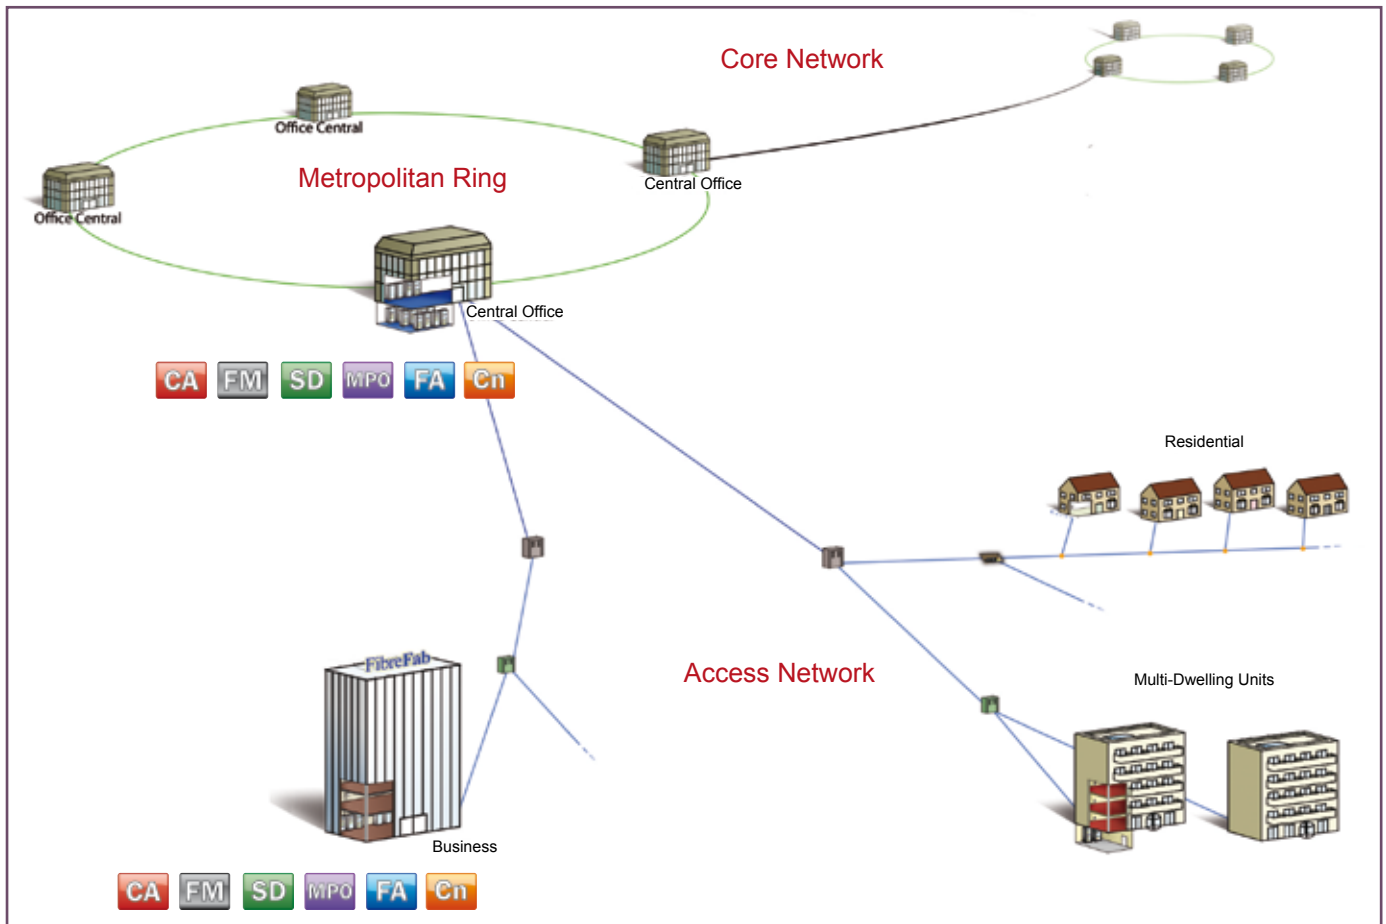 Core Network
Office Central
Metropolitan Ring
Central Office
Office Central
Central Office
CA FM SD MPO FA Cn
Residential
FibreFab
Access Network
Multi-Dwelling Units
Business
CA FM SD MPO FA Cn